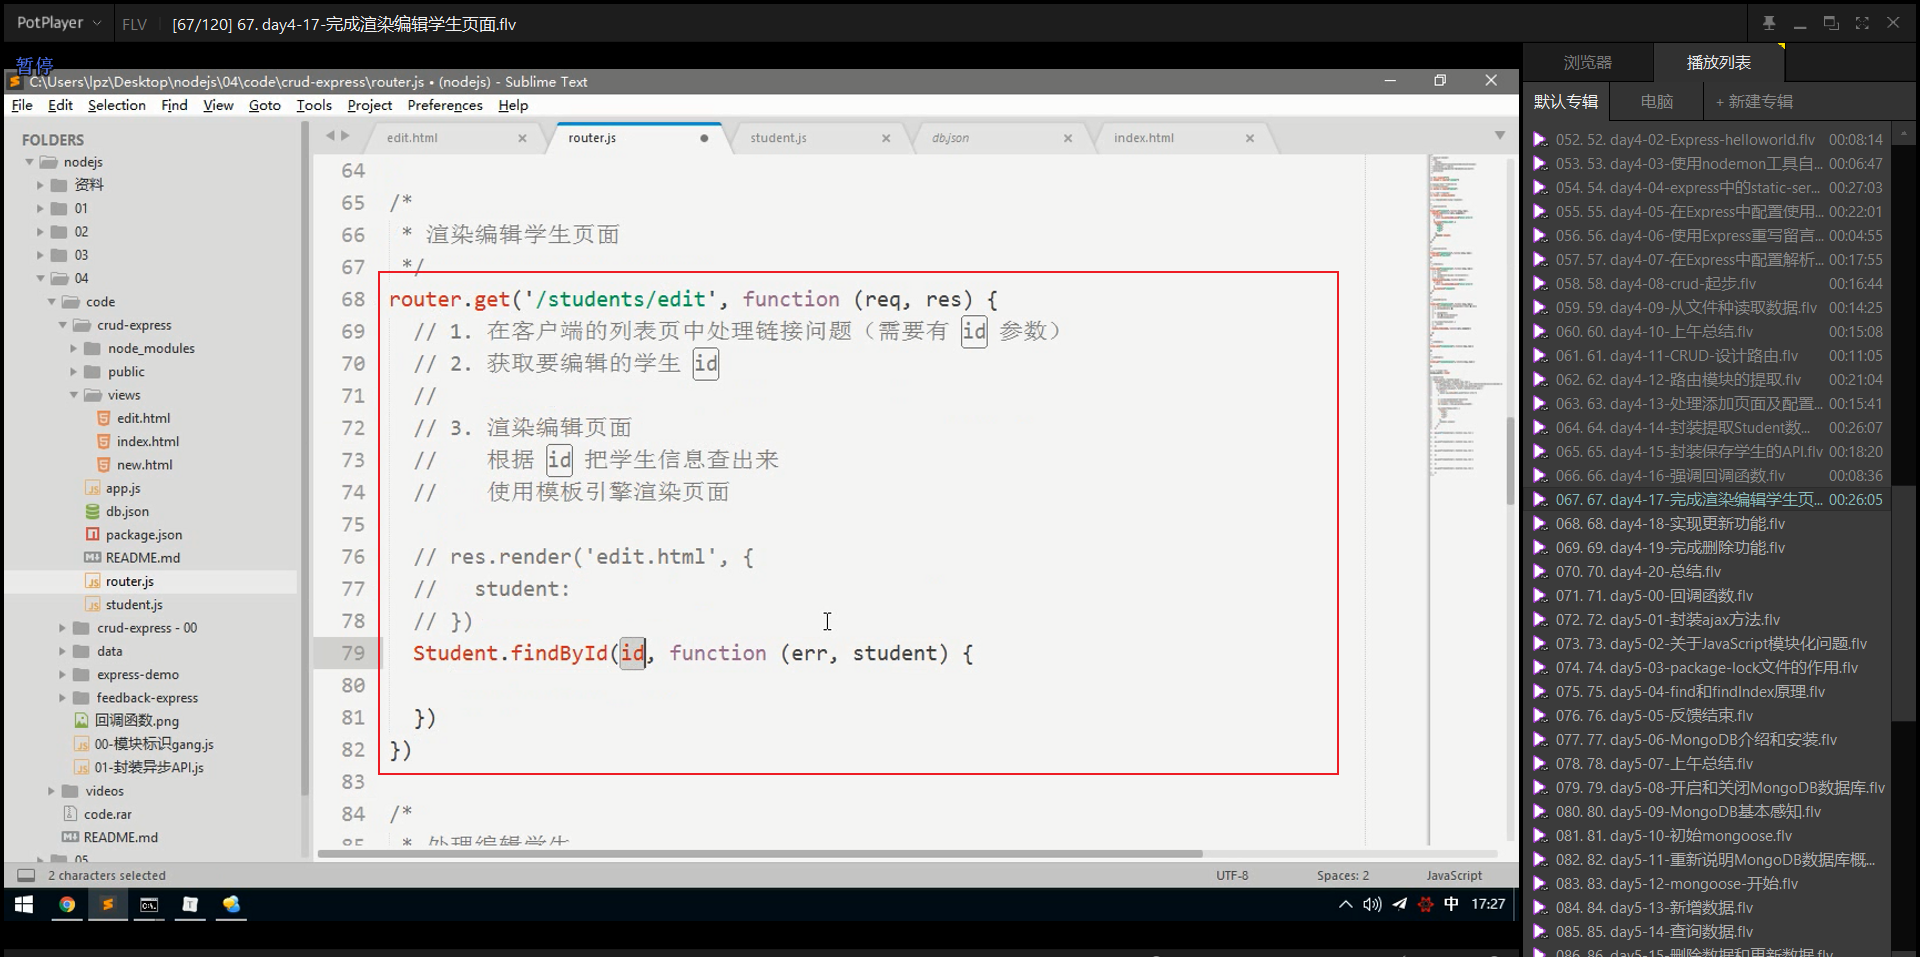 PotPlayer
FLV
[67/120] 67. day4-17-完成渲染编辑学生页面.flv
暂停
C:\Users\lpz\Desktop\nodejs\04\code\crud-express\router.js • (nodejs) - Sublime Text
File Edit Selection Find View Goto Tools Project Preferences Help
FOLDERS
nodejs
资料
01
02
03
04
code
crud-express
node_modules
public
views
edit.html
index.html
new.html
app.js
db.json
package.json
README.md
router.js
student.js
crud-express - 00
data
express-demo
feedback-express
回调函数.png
00-模块标识gang.js
01-封装异步API.js
videos
code.rar
README.md
05
edit.html
router.js
student.js
db.json
index.html
64
65 /*
66 * 渲染编辑学生页面
67 */
68 router.get('/students/edit', function (req, res) {
69 // 1. 在客户端的列表页中处理链接问题（需要有 id 参数）
70 // 2. 获取要编辑的学生 id
71 //
72 // 3. 渲染编辑页面
73 // 根据 id 把学生信息查出来
74 // 使用模板引擎渲染页面
75
76 // res.render('edit.html', {
77 // student:
78 // })
79 Student.findById(id, function (err, student) {
80
81 })
82 })
83
84 /*
85 * 处理编辑学生
2 characters selected
UTF-8
Spaces: 2
JavaScript
中
17:27
浏览器
播放列表
默认专辑
电脑
+ 新建专辑
052. 52. day4-02-Express-helloworld.flv 00:08:14
053. 53. day4-03-使用nodemon工具自... 00:06:47
054. 54. day4-04-express中的static-ser... 00:27:03
055. 55. day4-05-在Express中配置使用... 00:22:01
056. 56. day4-06-使用Express重写留言... 00:04:55
057. 57. day4-07-在Express中配置解析... 00:17:55
058. 58. day4-08-crud-起步.flv 00:16:44
059. 59. day4-09-从文件种读取数据.flv 00:14:25
060. 60. day4-10-上午总结.flv 00:15:08
061. 61. day4-11-CRUD-设计路由.flv 00:11:05
062. 62. day4-12-路由模块的提取.flv 00:21:04
063. 63. day4-13-处理添加页面及配置... 00:15:41
064. 64. day4-14-封装提取Student数... 00:26:07
065. 65. day4-15-封装保存学生的API.flv 00:18:20
066. 66. day4-16-强调回调函数.flv 00:08:36
067. 67. day4-17-完成渲染编辑学生页... 00:26:05
068. 68. day4-18-实现更新功能.flv
069. 69. day4-19-完成删除功能.flv
070. 70. day4-20-总结.flv
071. 71. day5-00-回调函数.flv
072. 72. day5-01-封装ajax方法.flv
073. 73. day5-02-关于JavaScript模块化问题.flv
074. 74. day5-03-package-lock文件的作用.flv
075. 75. day5-04-find和findIndex原理.flv
076. 76. day5-05-反馈结束.flv
077. 77. day5-06-MongoDB介绍和安装.flv
078. 78. day5-07-上午总结.flv
079. 79. day5-08-开启和关闭MongoDB数据库.flv
080. 80. day5-09-MongoDB基本感知.flv
081. 81. day5-10-初始mongoose.flv
082. 82. day5-11-重新说明MongoDB数据库概...
083. 83. day5-12-mongoose-开始.flv
084. 84. day5-13-新增数据.flv
085. 85. day5-14-查询数据.flv
086. 86. day5-15-删除数据和更新数据.flv